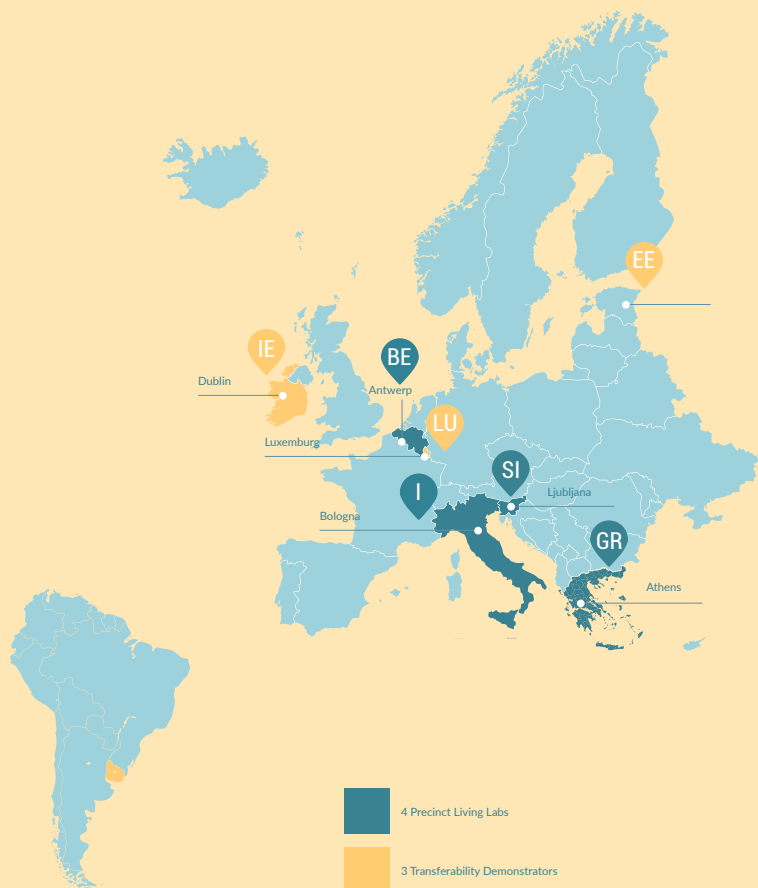 EE
IE
BE
Dublin
Antwerp
LU
Luxemburg
SI
I
Ljubljana
Bologna
GR
Athens
4 Precinct Living Labs
3 Transferability Demonstrators